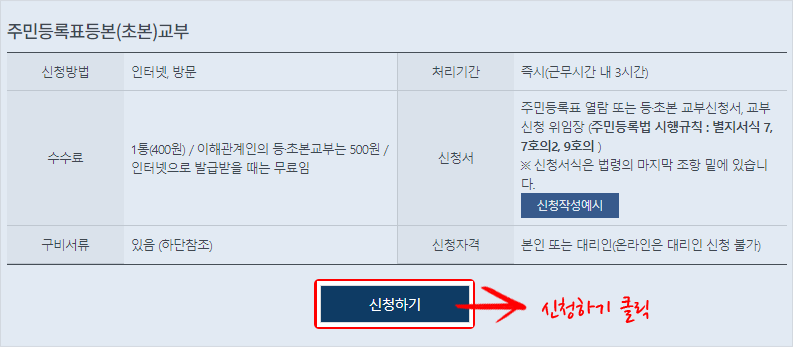 주민등록표등본(초본)교부
신청방법
인터넷, 방문
처리기간
즉시(근무시간 내 3시간)
수수료
1통(400원) / 이해관계인의 등·초본교부는 500원 /
인터넷으로 발급받을 때는 무료임
신청서
주민등록표 열람 또는 등·초본 교부신청서, 교부
신청 위임장 (주민등록법 시행규칙 : 별지서식 7,
7호의2, 9호의 )
※ 신청서식은 법령의 마지막 조항 밑에 있습니
다.
신청작성예시
구비서류
있음 (하단참조)
신청자격
본인 또는 대리인(온라인은 대리인 신청 불가)
신청하기
신청하기 클릭